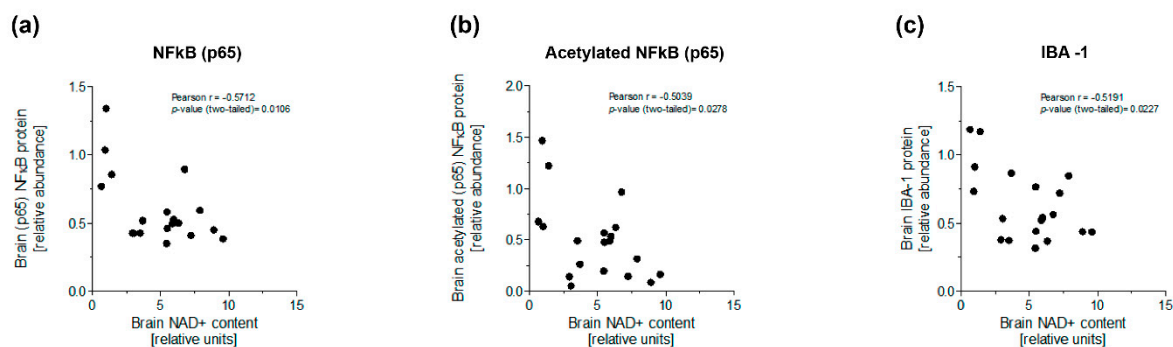 (a)
NFkB (p65)
Pearson r = -0.5712
p-value (two-tailed)= 0.0106
Brain (p65) NFκB protein
[relative abundance]
1.5
1.0
0.5
0.0
0
5
10
15
Brain NAD+ content
[relative units]
(b)
Acetylated NFkB (p65)
Pearson r = -0.5039
p-value (two-tailed)= 0.0278
Brain acetylated (p65) NFκB protein
[relative abundance]
2.0
1.5
1.0
0.5
0.0
0
5
10
15
Brain NAD+ content
[relative units]
(c)
IBA -1
Pearson r = -0.5191
p-value (two-tailed)= 0.0227
Brain IBA-1 protein
[relative abundance]
1.5
1.0
0.5
0.0
0
5
10
15
Brain NAD+ content
[relative units]